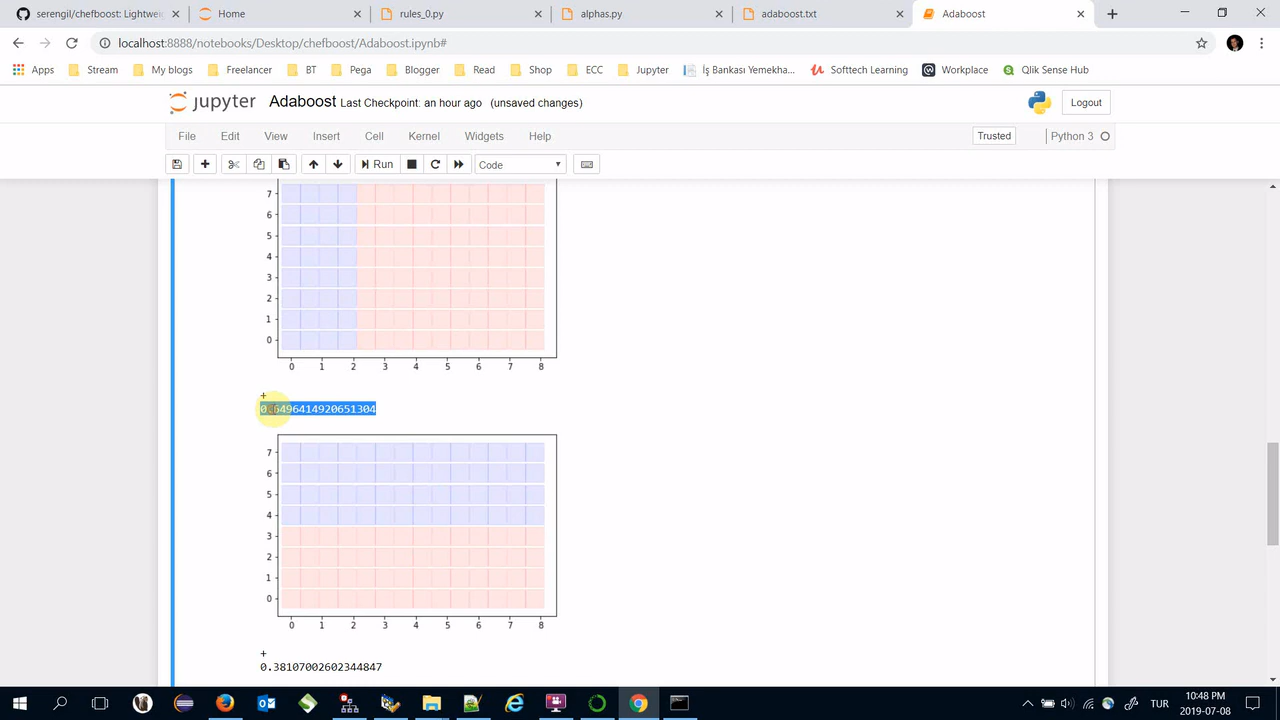 serengil/chefboost: Lightweig
Home
rules_0.py
alphas.py
adaboost.txt
Adaboost
localhost:8888/notebooks/Desktop/chefboost/Adaboost.ipynb#
Apps
Stream
My blogs
Freelancer
BT
Pega
Blogger
Read
Shop
ECC
Jupyter
İş Bankası Yemekha...
Softtech Learning
Workplace
Qlik Sense Hub
jupyter Adaboost Last Checkpoint: an hour ago (unsaved changes)
Logout
File Edit View Insert Cell Kernel Widgets Help
Trusted
Python 3
Run
Code
7
6
5
4
3
2
1
0
0 1 2 3 4 5 6 7 8
+
0.6496414920651304
7
6
5
4
3
2
1
0
0 1 2 3 4 5 6 7 8
+
0.38107002602344847
TUR
10:48 PM
2019-07-08